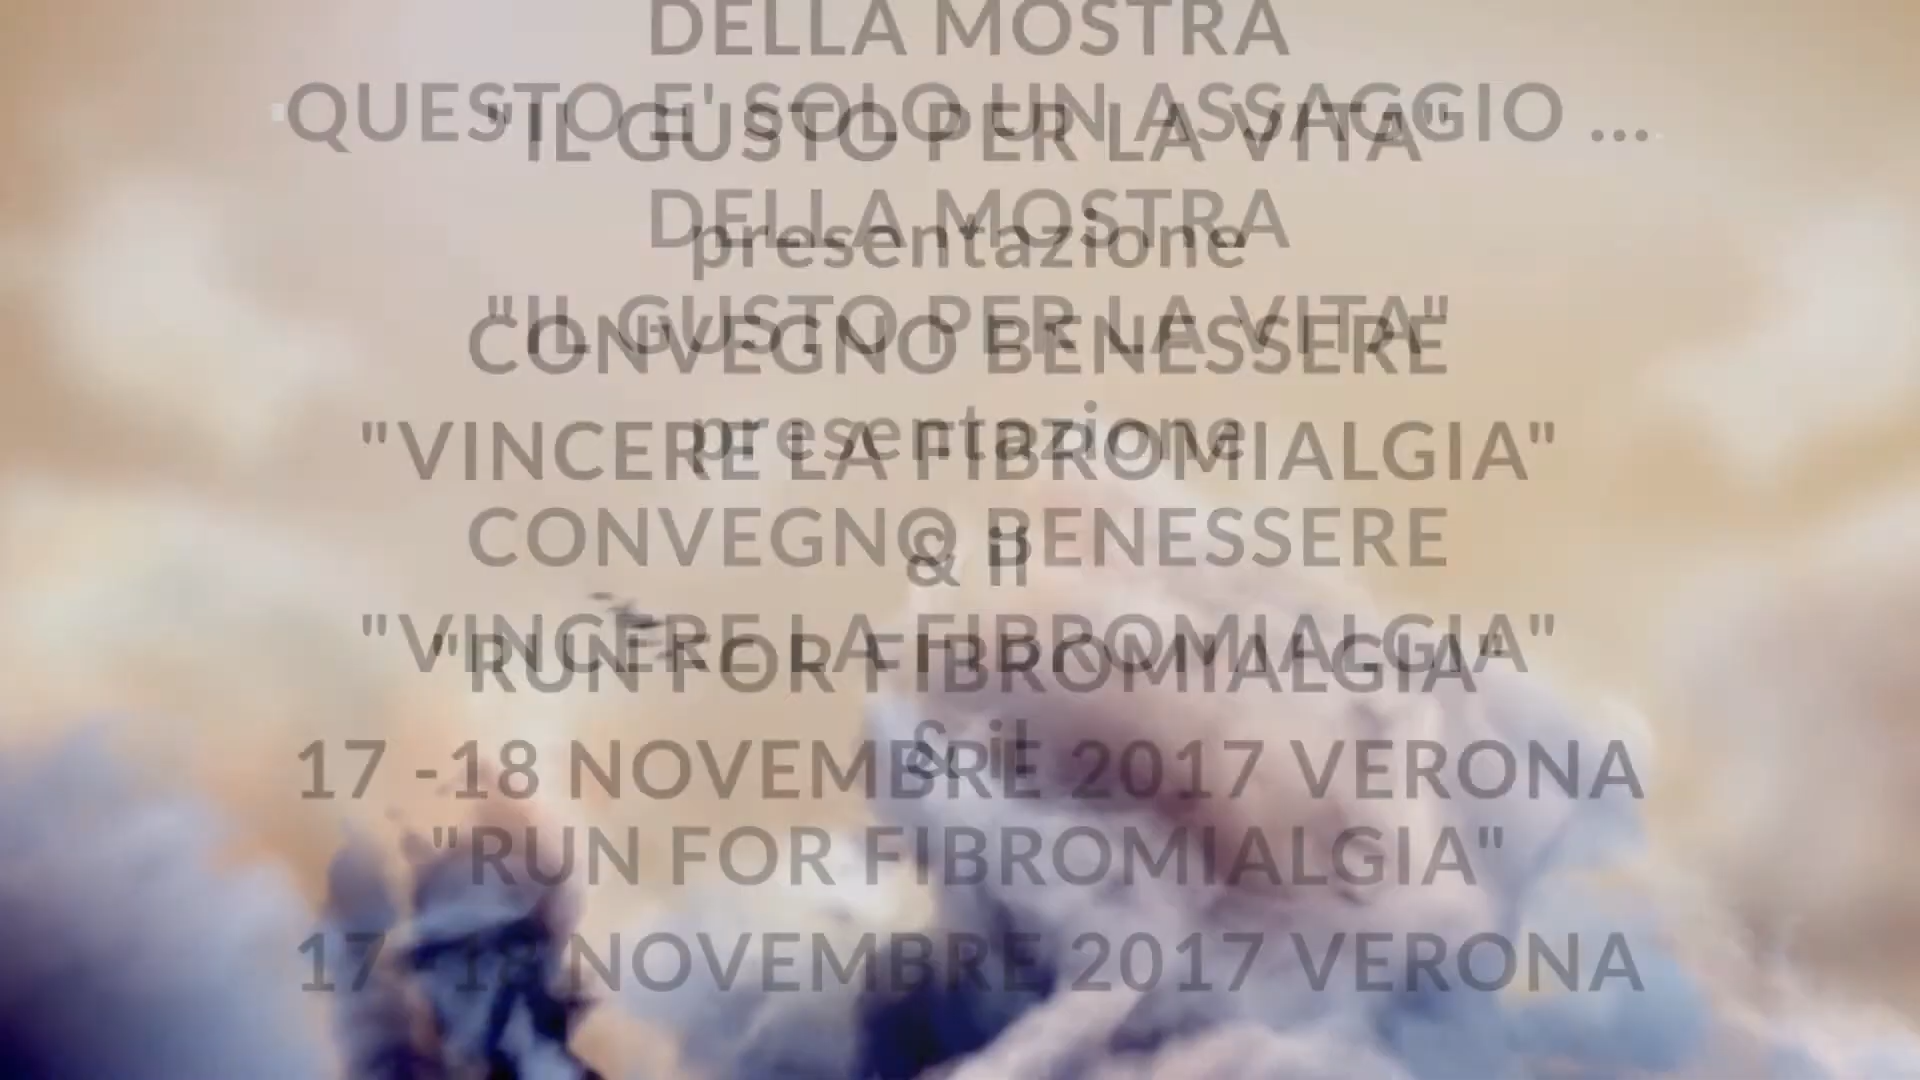 DELLA MOSTRA
QUESTO E' SOLO UN ASSAGGIO ...
"IL GUSTO PER LA VITA"
DELLA MOSTRA
presentazione
"IL GUSTO PER LA VITA"
CONVEGNO BENESSERE
presentazione
"VINCERE LA FIBROMIALGIA"
CONVEGNO BENESSERE
& il
"VINCERE LA FIBROMIALGIA"
"RUN FOR FIBROMIALGIA"
& il
17 -18 NOVEMBRE 2017 VERONA
"RUN FOR FIBROMIALGIA"
17 -18 NOVEMBRE 2017 VERONA